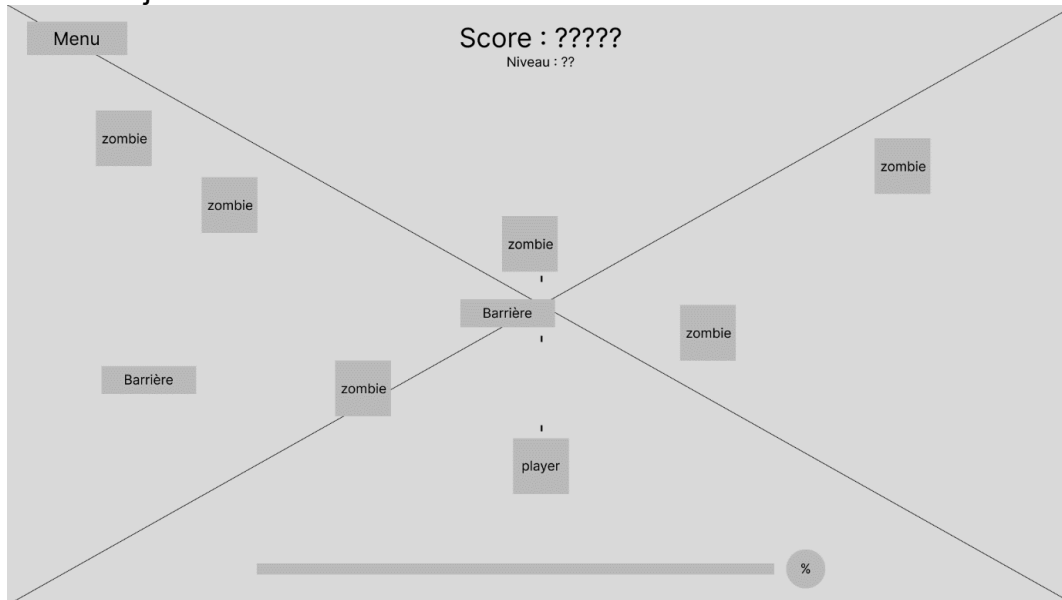 Menu
Score : ?????
Niveau : ??
zombie
zombie
zombie
zombie
Barrière
zombie
Barrière
zombie
player
%